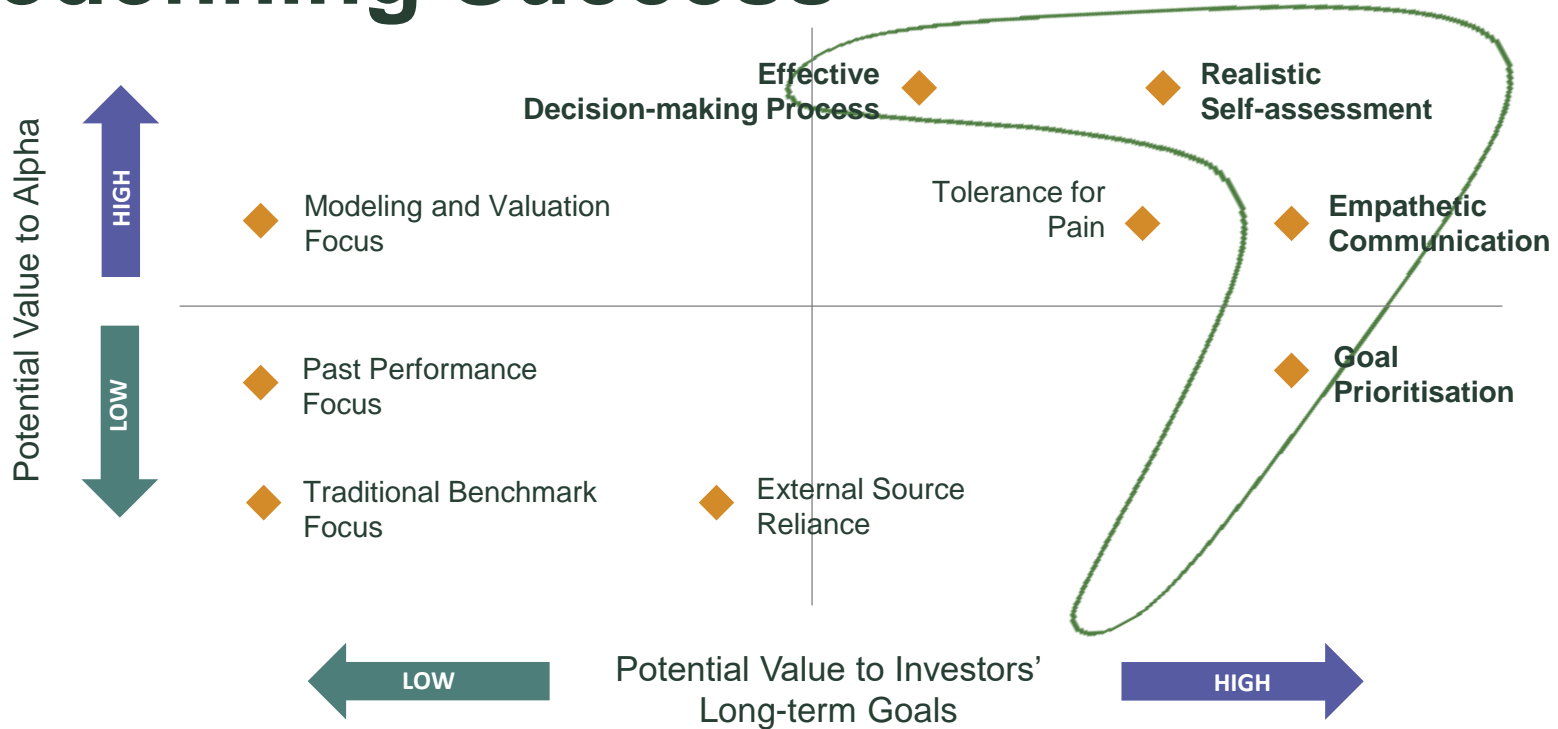 Success
Effective
Decision-making Process
Realistic
Self-assessment
Potential Value to Alpha
HIGH
Modeling and Valuation
Focus
Tolerance for
Pain
Empathetic
Communication
LOW
Past Performance
Focus
Goal
Prioritisation
Traditional Benchmark
Focus
External Source
Reliance
LOW
Potential Value to Investors’
Long-term Goals
HIGH